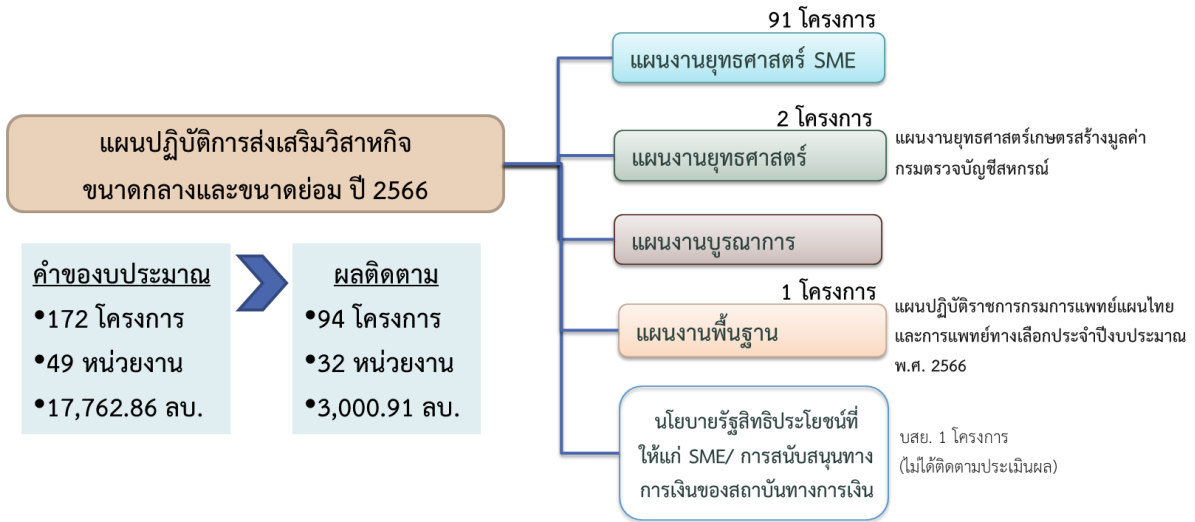 แผนปฏิบัติการส่งเสริมวิสาหกิจ
ขนาดกลางและขนาดย่อม ปี 2566
คำของบประมาณ
•172 โครงการ
•49 หน่วยงาน
•17,762.86 ลบ.
ผลติดตาม
•94 โครงการ
•32 หน่วยงาน
•3,000.91 ลบ.
91 โครงการ
แผนงานยุทธศาสตร์ SME
2 โครงการ
แผนงานยุทธศาสตร์
แผนงานยุทธศาสตร์เกษตรสร้างมูลค่า
กรมตรวจบัญชีสหกรณ์
แผนงานบูรณาการ
1 โครงการ
แผนงานพื้นฐาน
แผนปฏิบัติราชการกรมการแพทย์แผนไทย
และการแพทย์ทางเลือกประจำปีงบประมาณ
พ.ศ. 2566
นโยบายรัฐสิทธิประโยชน์ที่
ให้แก่ SME/ การสนับสนุนทาง
การเงินของสถาบันทางการเงิน
บสย. 1 โครงการ
(ไม่ได้ติดตามประเมินผล)